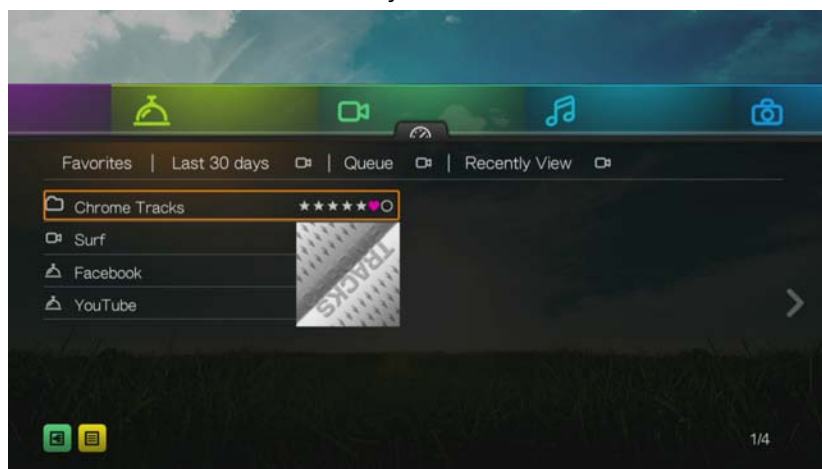 Favorites | Last 30 days | Queue | Recently View
Chrome Tracks
Surf
TRACKS
Facebook
YouTube
1/4